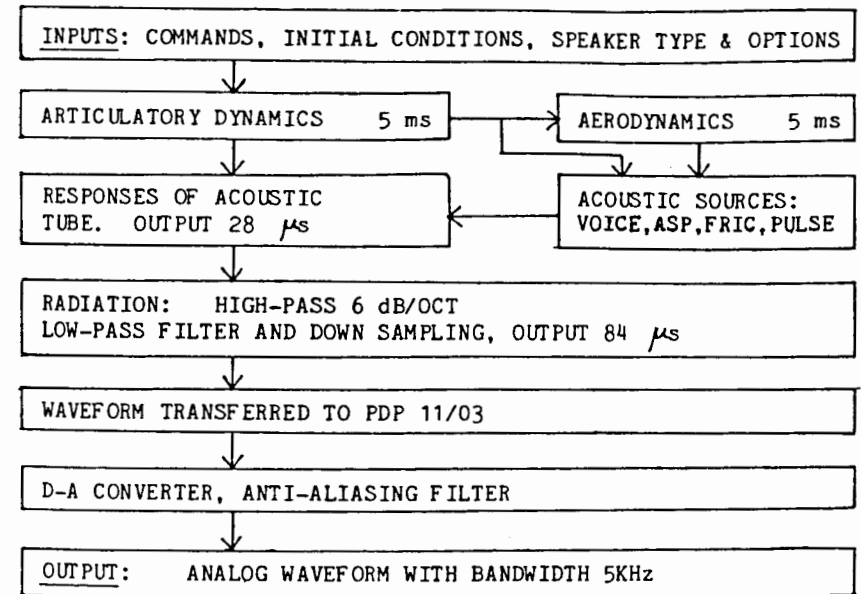 INPUTS: COMMANDS, INITIAL CONDITIONS, SPEAKER TYPE & OPTIONS
ARTICULATORY DYNAMICS 5 ms
AERODYNAMICS 5 ms
RESPONSES OF ACOUSTIC
TUBE. OUTPUT 28 μs
ACOUSTIC SOURCES:
VOICE,ASP,FRIC,PULSE
RADIATION: HIGH-PASS 6 dB/OCT
LOW-PASS FILTER AND DOWN SAMPLING, OUTPUT 84 μs
WAVEFORM TRANSFERRED TO PDP 11/03
D-A CONVERTER, ANTI-ALIASING FILTER
OUTPUT: ANALOG WAVEFORM WITH BANDWIDTH 5KHz